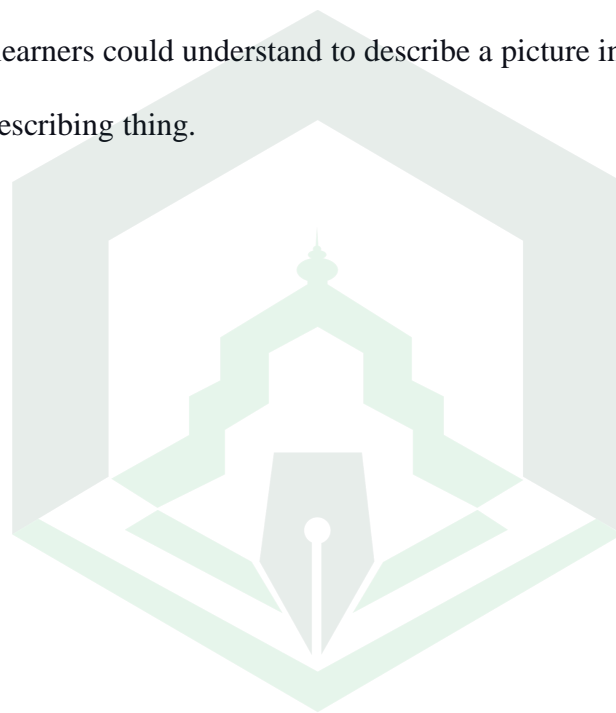 learners could understand to describe a picture in
escribing thing.